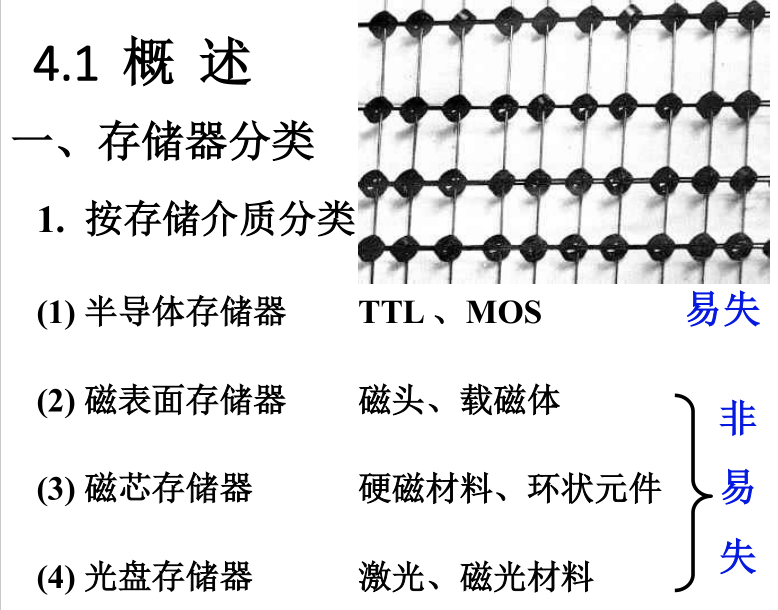 4.1 概 述
一、存储器分类
1. 按存储介质分类
(1) 半导体存储器 TTL 、MOS 易失
(2) 磁表面存储器 磁头、载磁体
(3) 磁芯存储器 硬磁材料、环状元件
(4) 光盘存储器 激光、磁光材料
非
易
失